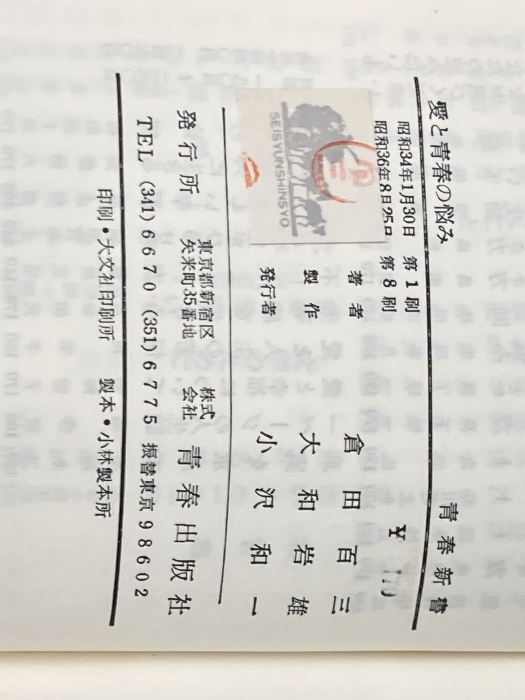 愛と青春の悩み
青春新書
昭和34年1月30日 第1刷
昭和36年8月25日 第8刷
¥
著者 倉田百三
製作 大和岩雄
発行者 小沢和一
SEISYUNSHINSYO
発行所 東京都新宿区矢来町35番地 株式会社 青春出版社
TEL (341)6670 (351)6775 振替東京98602
印刷・大文社印刷所 製本・小林製本所